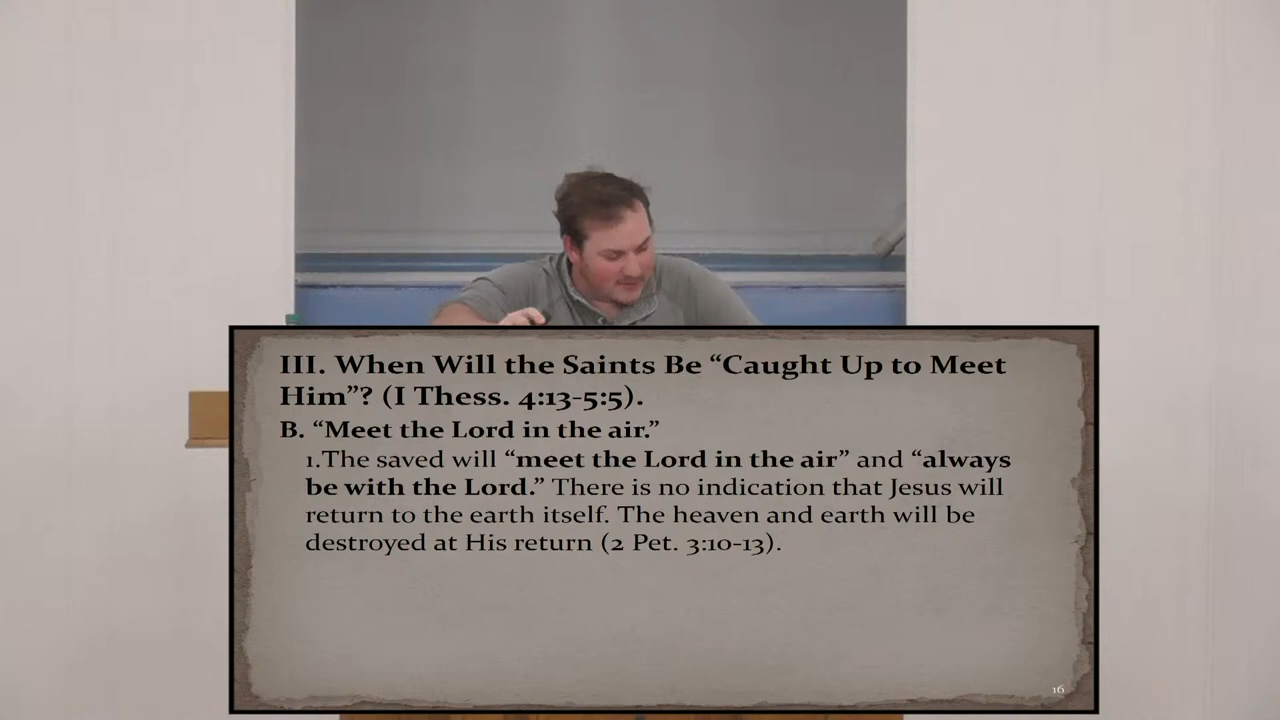 III. When Will the Saints Be “Caught Up to Meet
Him”? (I Thess. 4:13-5:5).
B. “Meet the Lord in the air.”
1.The saved will “meet the Lord in the air” and “always
be with the Lord.” There is no indication that Jesus will
return to the earth itself. The heaven and earth will be
destroyed at His return (2 Pet. 3:10-13).
16